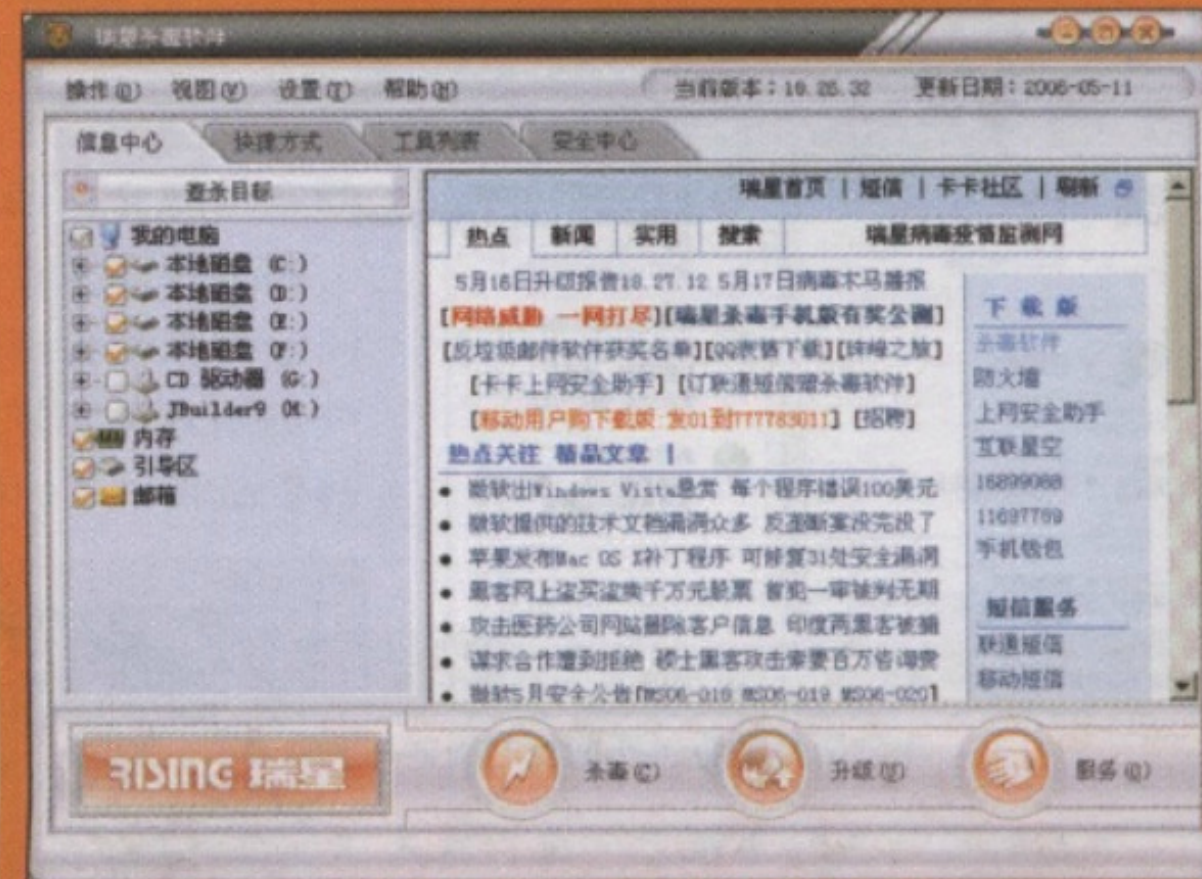 瑞星杀毒软件
操作(O) 视图(V) 设置(T) 帮助(H) 当前版本：18.26.32 更新日期：2006-05-11
信息中心 快捷方式 工具列表 安全中心
查杀目标
我的电脑
本地磁盘 (C:)
本地磁盘 (D:)
本地磁盘 (E:)
本地磁盘 (F:)
CD 驱动器 (G:)
JBuilder9 (H:)
内存
引导区
邮箱
瑞星首页 | 短信 | 卡卡社区 | 刷新
热点 新闻 实用 搜索 瑞星病毒疫情监测网
5月16日升级报告18.27.12 5月17日病毒木马播报
[网络威胁 一网打尽][瑞星杀毒手机版有奖公测]
[反垃圾邮件软件获奖名单][QQ表情下载][珠峰之旅]
[卡卡上网安全助手] [订联通短信赠杀毒软件]
[移动用户购下载版:发01到777783011] [招聘]
热点关注 精品文章 |
● 微软出Windows Vista悬赏 每个程序错误100美元
● 微软提供的技术文档漏洞众多 反垄断案没完没了
● 苹果发布Mac OS X补丁程序 可修复31处安全漏洞
● 黑客网上盗买盗卖千万元股票 首犯一审被判无期
● 攻击医药公司网站删除客户信息 印度两黑客被捕
● 谋求合作遭到拒绝 硕士黑客攻击索要百万咨询费
● 微软5月安全公告[MS06-018 MS06-019 MS06-020]
下载版
杀毒软件
防火墙
上网安全助手
互联星空
16899088
11697789
手机钱包
短信服务
联通短信
移动短信
RISING 瑞星
杀毒(C) 升级(U) 服务(Q)